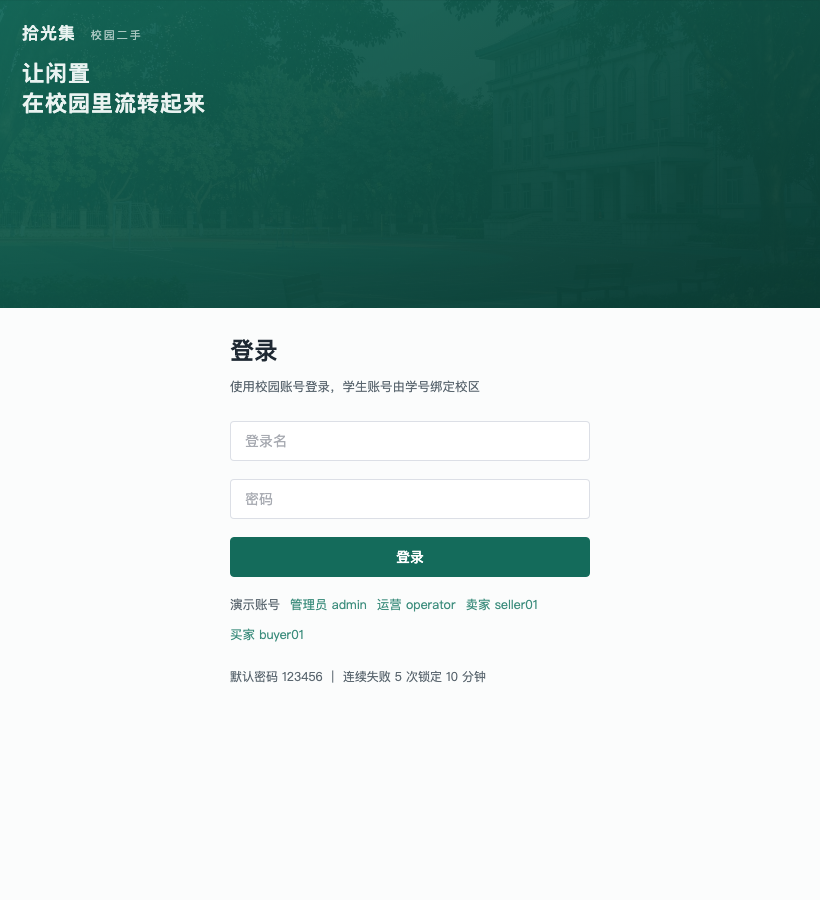 拾光集 校园二手
让闲置
在校园里流转起来
登录
使用校园账号登录，学生账号由学号绑定校区
登录名
密码
登录
演示账号 管理员 admin 运营 operator 卖家 seller01
买家 buyer01
默认密码 123456 | 连续失败 5 次锁定 10 分钟